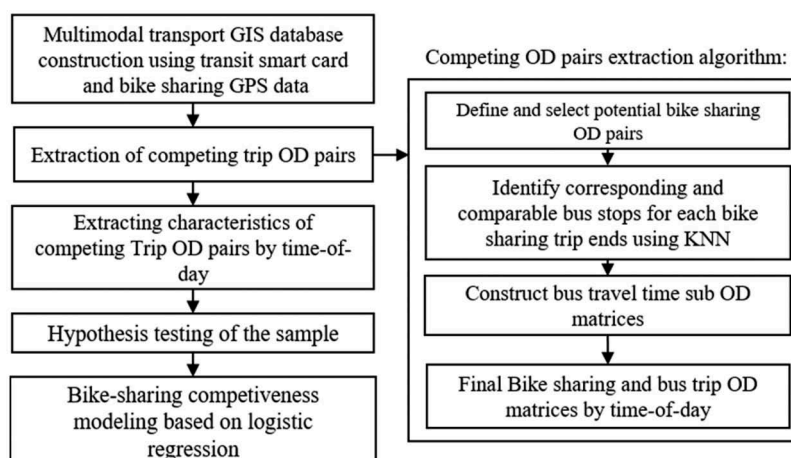 Multimodal transport GIS database
construction using transit smart card
and bike sharing GPS data
Extraction of competing trip OD pairs
Extracting characteristics of
competing Trip OD pairs by time-of-
day
Hypothesis testing of the sample
Bike-sharing competiveness
modeling based on logistic
regression
Competing OD pairs extraction algorithm:
Define and select potential bike sharing
OD pairs
Identify corresponding and
comparable bus stops for each bike
sharing trip ends using KNN
Construct bus travel time sub OD
matrices
Final Bike sharing and bus trip OD
matrices by time-of-day